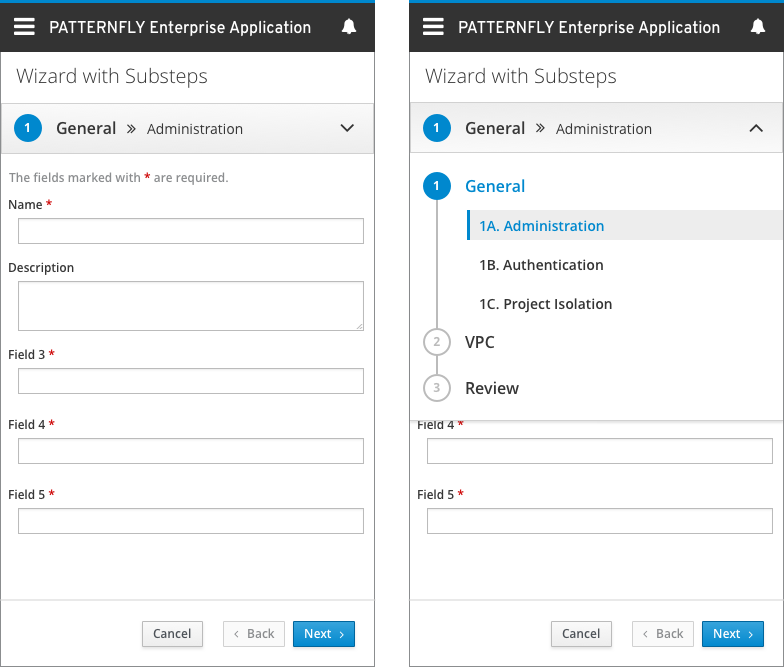 PATTERNFLY Enterprise Application
Wizard with Substeps
1 General » Administration
The fields marked with * are required.
Name *
Description
Field 3 *
Field 4 *
Field 5 *
Cancel
< Back
Next >
PATTERNFLY Enterprise Application
Wizard with Substeps
1 General » Administration
1 General
1A. Administration
1B. Authentication
1C. Project Isolation
2 VPC
3 Review
Field 4 *
Field 5 *
Cancel
< Back
Next >